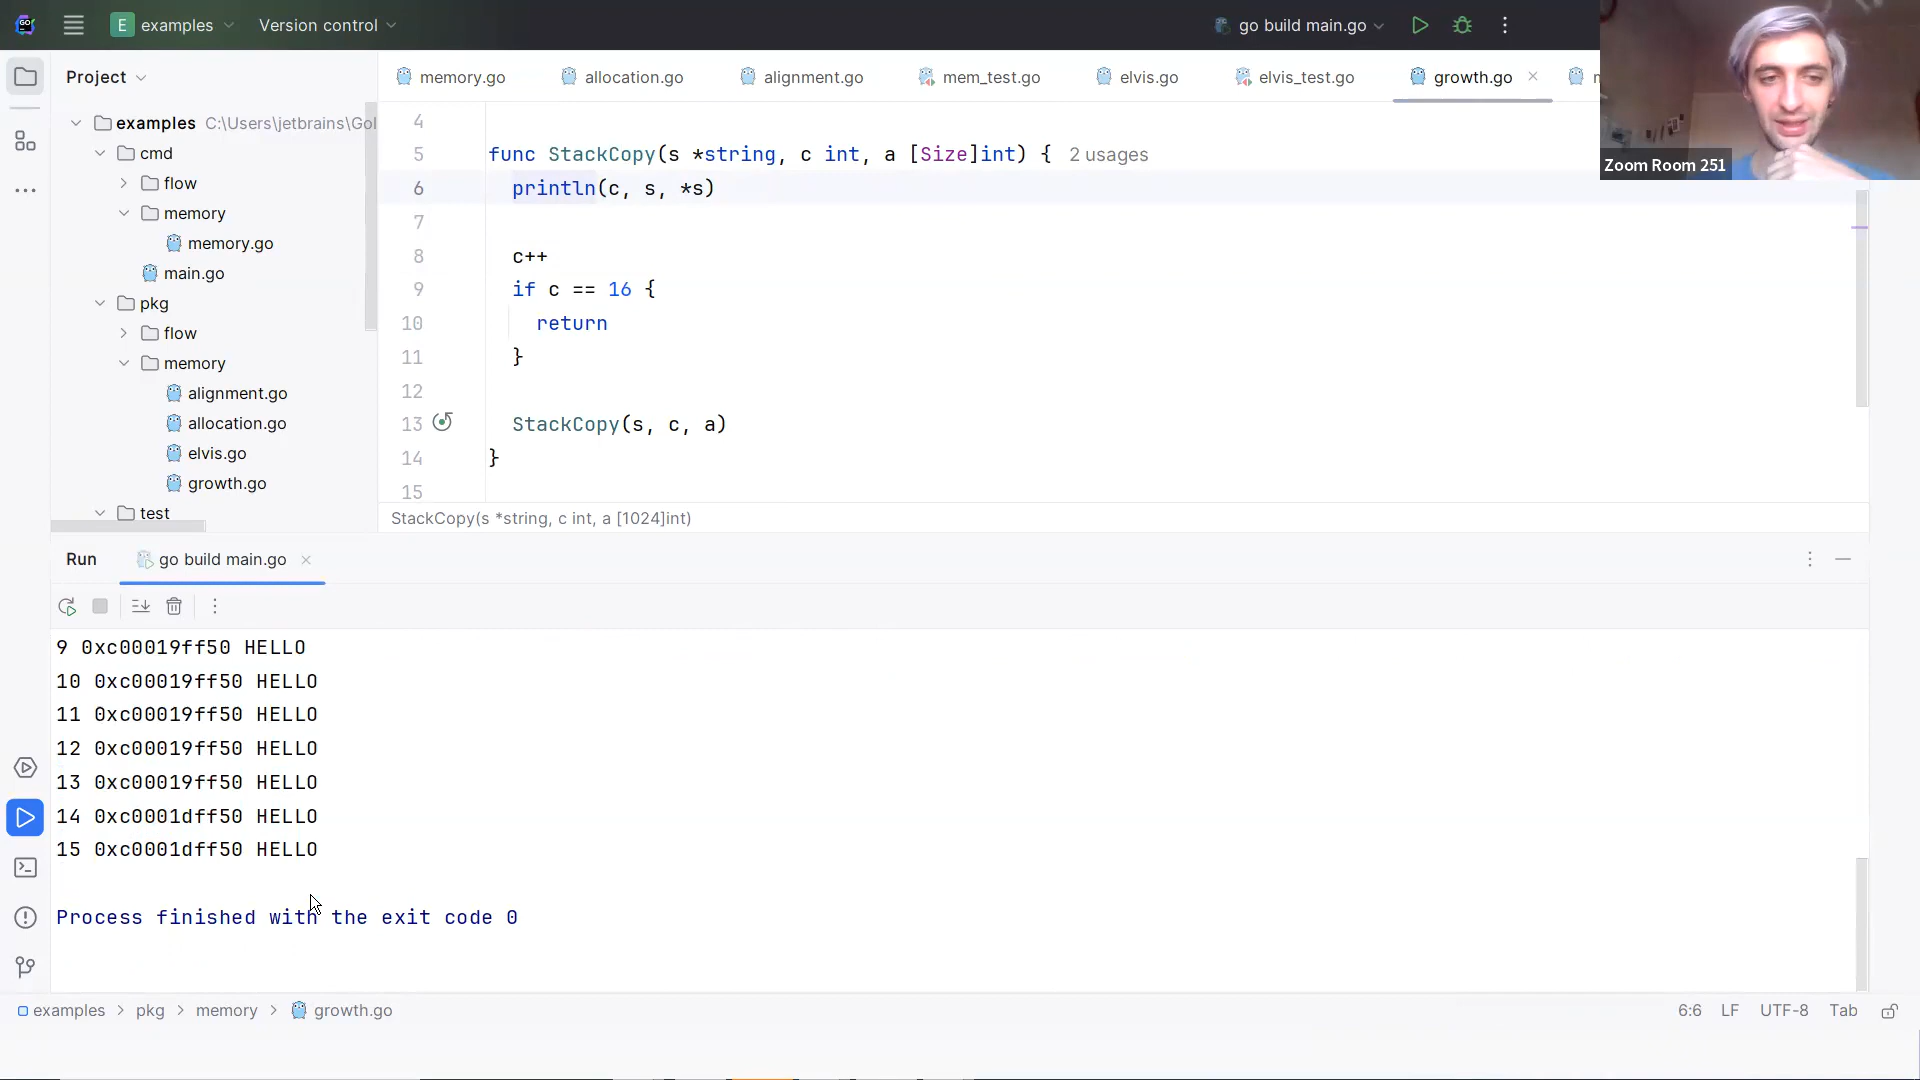 GO
E examples
Version control
go build main.go
Project
examples C:\Users\jetbrains\Gol
cmd
flow
memory
memory.go
main.go
pkg
flow
memory
alignment.go
allocation.go
elvis.go
growth.go
test
memory.go
allocation.go
alignment.go
mem_test.go
elvis.go
elvis_test.go
growth.go
4
5 func StackCopy(s *string, c int, a [Size]int) { 2 usages
6 println(c, s, *s)
7
8 c++
9 if c == 16 {
10 return
11 }
12
13 StackCopy(s, c, a)
14 }
15
StackCopy(s *string, c int, a [1024]int)
Zoom Room 251
Run
go build main.go
9 0xc00019ff50 HELLO
10 0xc00019ff50 HELLO
11 0xc00019ff50 HELLO
12 0xc00019ff50 HELLO
13 0xc00019ff50 HELLO
14 0xc0001dff50 HELLO
15 0xc0001dff50 HELLO
Process finished with the exit code 0
examples > pkg > memory > growth.go
6:6 LF UTF-8 Tab